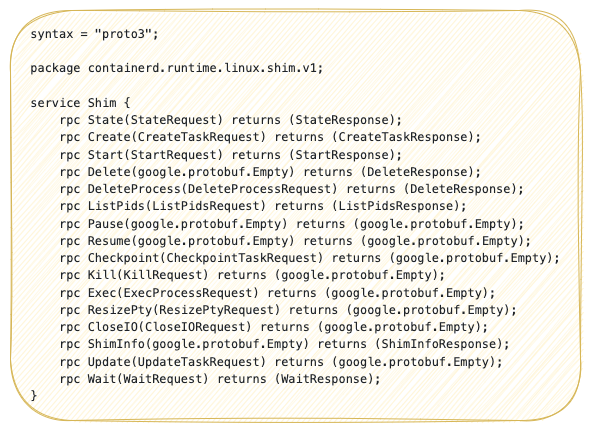 syntax = "proto3";
package containerd.runtime.linux.shim.v1;
service Shim {
    rpc State(StateRequest) returns (StateResponse);
    rpc Create(CreateTaskRequest) returns (CreateTaskResponse);
    rpc Start(StartRequest) returns (StartResponse);
    rpc Delete(google.protobuf.Empty) returns (DeleteResponse);
    rpc DeleteProcess(DeleteProcessRequest) returns (DeleteResponse);
    rpc ListPids(ListPidsRequest) returns (ListPidsResponse);
    rpc Pause(google.protobuf.Empty) returns (google.protobuf.Empty);
    rpc Resume(google.protobuf.Empty) returns (google.protobuf.Empty);
    rpc Checkpoint(CheckpointTaskRequest) returns (google.protobuf.Empty);
    rpc Kill(KillRequest) returns (google.protobuf.Empty);
    rpc Exec(ExecProcessRequest) returns (google.protobuf.Empty);
    rpc ResizePty(ResizePtyRequest) returns (google.protobuf.Empty);
    rpc CloseIO(CloseIORequest) returns (google.protobuf.Empty);
    rpc ShimInfo(google.protobuf.Empty) returns (ShimInfoResponse);
    rpc Update(UpdateTaskRequest) returns (google.protobuf.Empty);
    rpc Wait(WaitRequest) returns (WaitResponse);
}